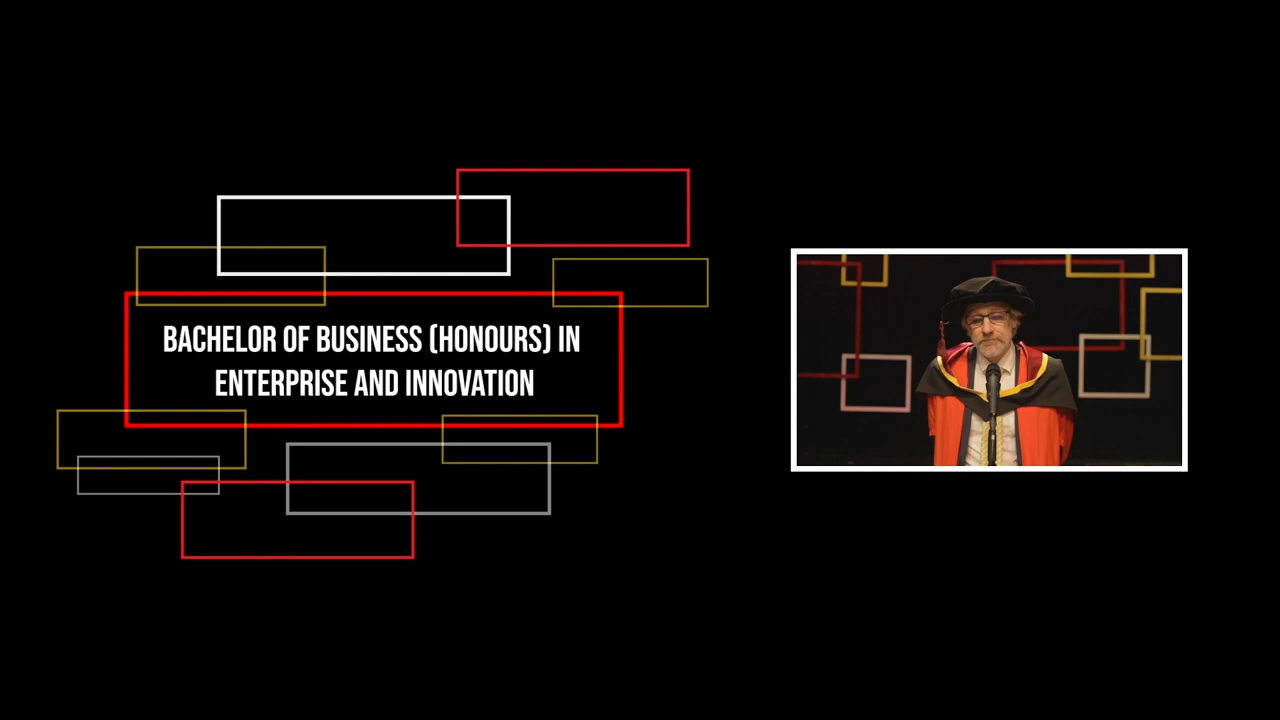 BACHELOR OF BUSINESS (HONOURS) IN
ENTERPRISE AND INNOVATION